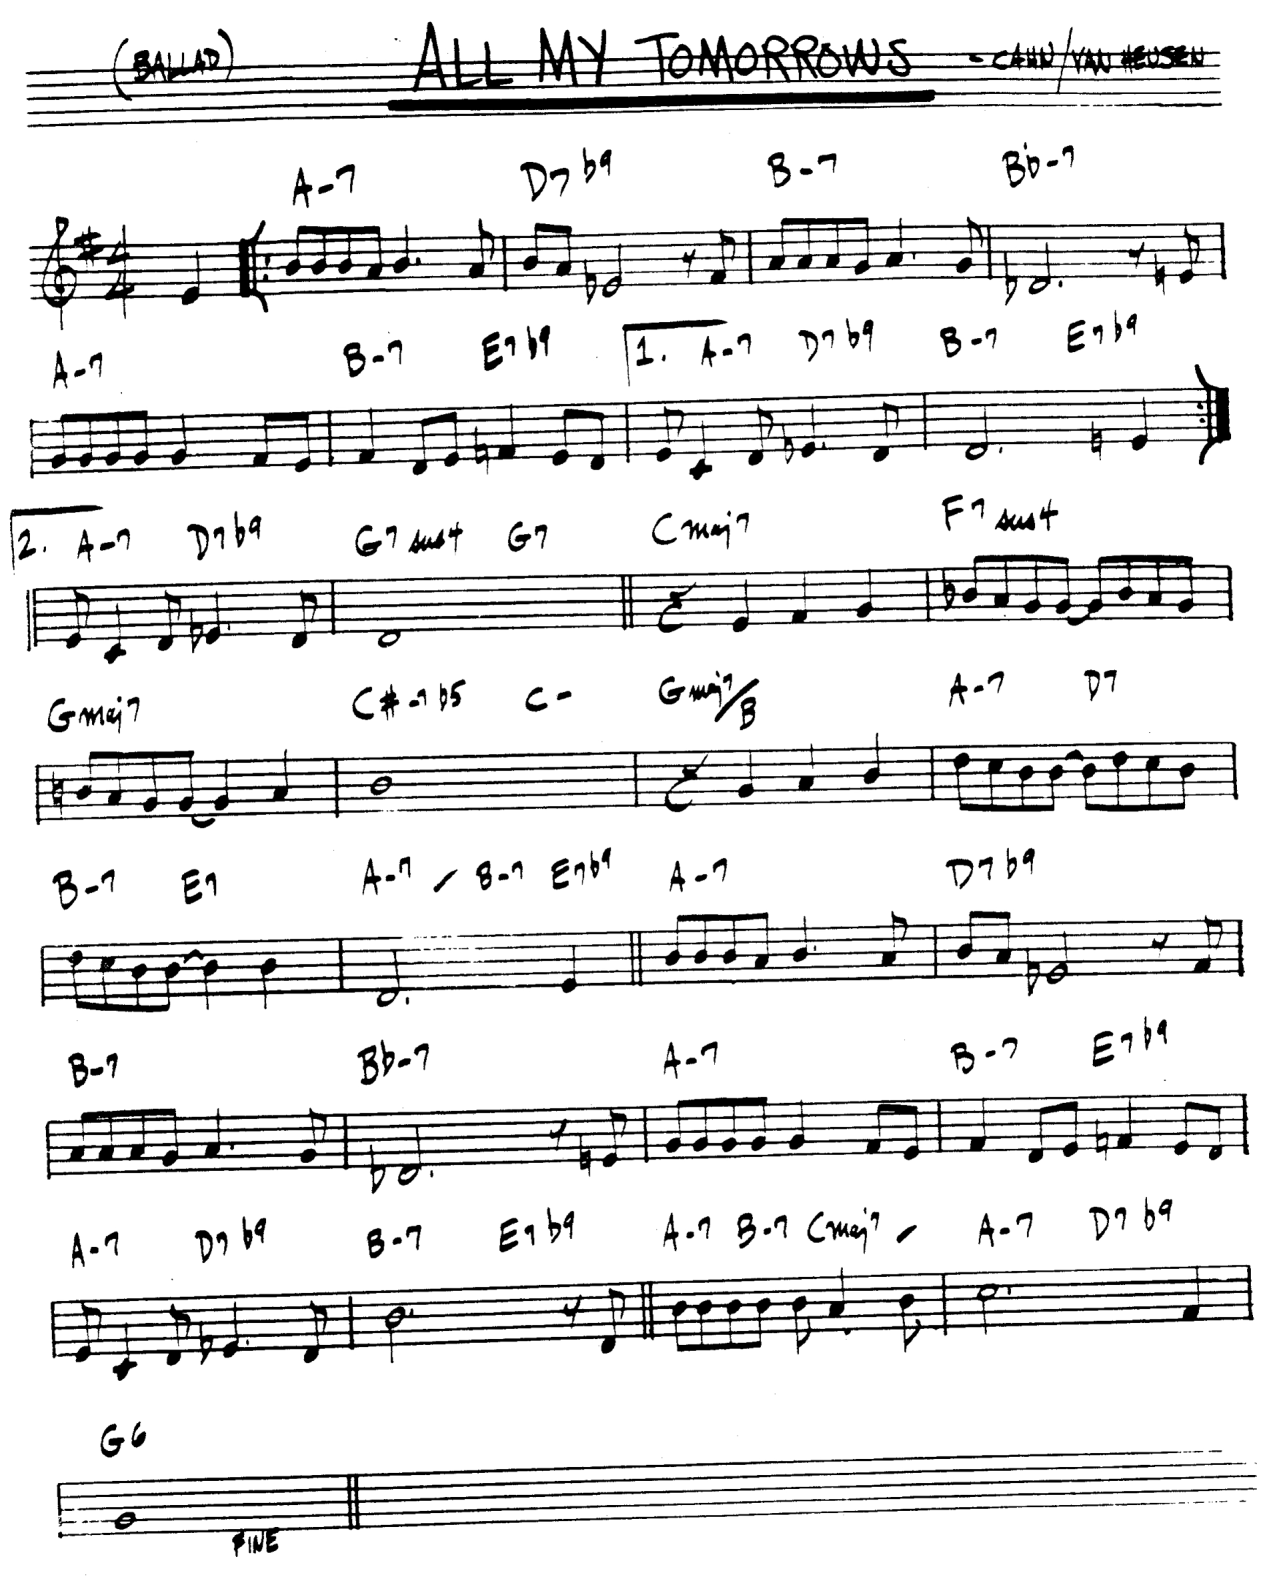 (BALLAD) ALL MY TOMORROWS - CAHN/VAN HEUSEN
A-7 D7b9 B-7 Bb-7
4/4
A-7 B-7 E7b9 1. A-7 D7b9 B-7 E7b9
2. A-7 D7b9 G7sus4 G7 Cmaj7 F7sus4
Gmaj7 C#-7b5 C- Gmaj7/B A-7 D7
B-7 E7 A-7 / B-7 E7b9 A-7 D7b9
B-7 Bb-7 A-7 B-7 E7b9
A-7 D7b9 B-7 E7b9 A-7 B-7 Cmaj7 / A-7 D7b9
G6
FINE